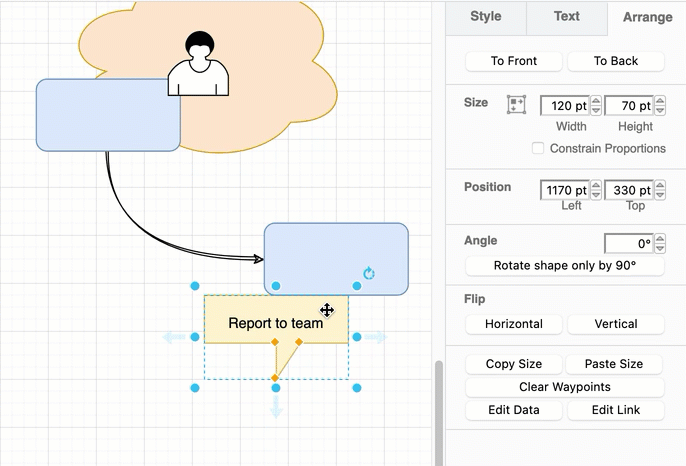 Style Text Arrange
To Front To Back
Size 120 pt 70 pt
Width Height
Constrain Proportions
Position 1170 pt 330 pt
Left Top
Angle 0°
Rotate shape only by 90°
Flip
Horizontal Vertical
Copy Size Paste Size
Clear Waypoints
Edit Data Edit Link
Report to team